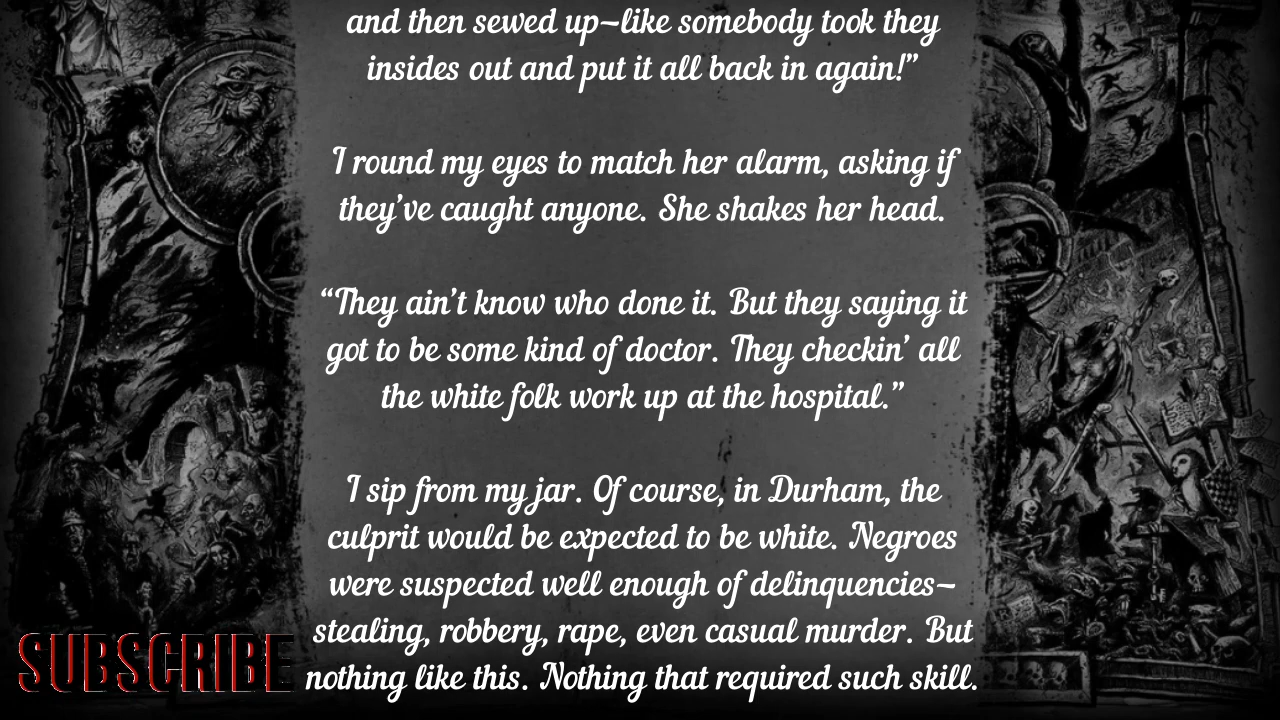 and then sewed up—like somebody took they
insides out and put it all back in again!”
I round my eyes to match her alarm, asking if
they’ve caught anyone. She shakes her head.
“They ain’t know who done it. But they saying it
got to be some kind of doctor. They checkin’ all
the white folk work up at the hospital.”
I sip from my jar. Of course, in Durham, the
culprit would be expected to be white. Negroes
were suspected well enough of delinquencies—
stealing, robbery, rape, even casual murder. But
nothing like this. Nothing that required such skill.
SUBSCRIBE